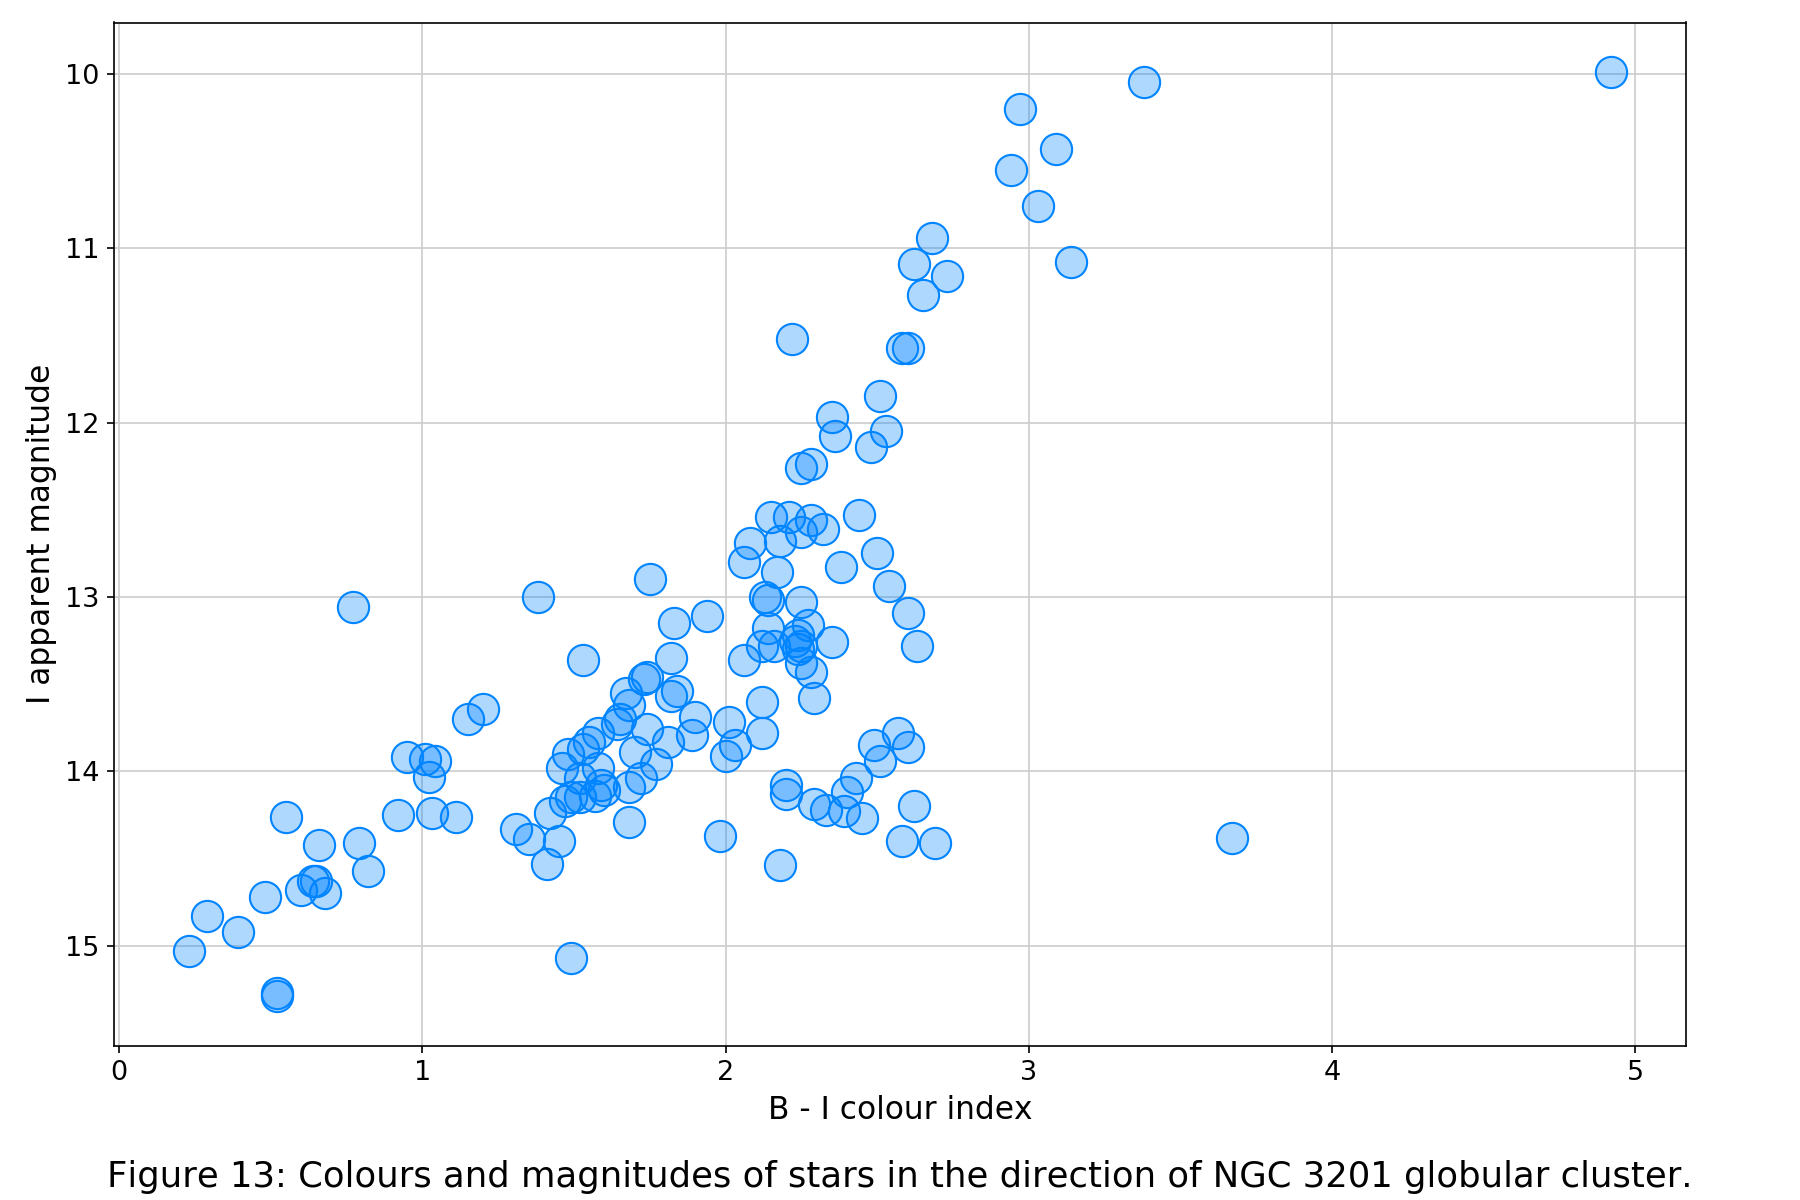 10
11
12
13
14
15
I apparent magnitude
0 1 2 3 4 5
B - I colour index
Figure 13: Colours and magnitudes of stars in the direction of NGC 3201 globular cluster.